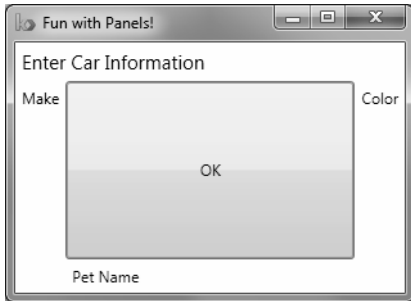 Fun with Panels!
Enter Car Information
Make
Color
OK
Pet Name